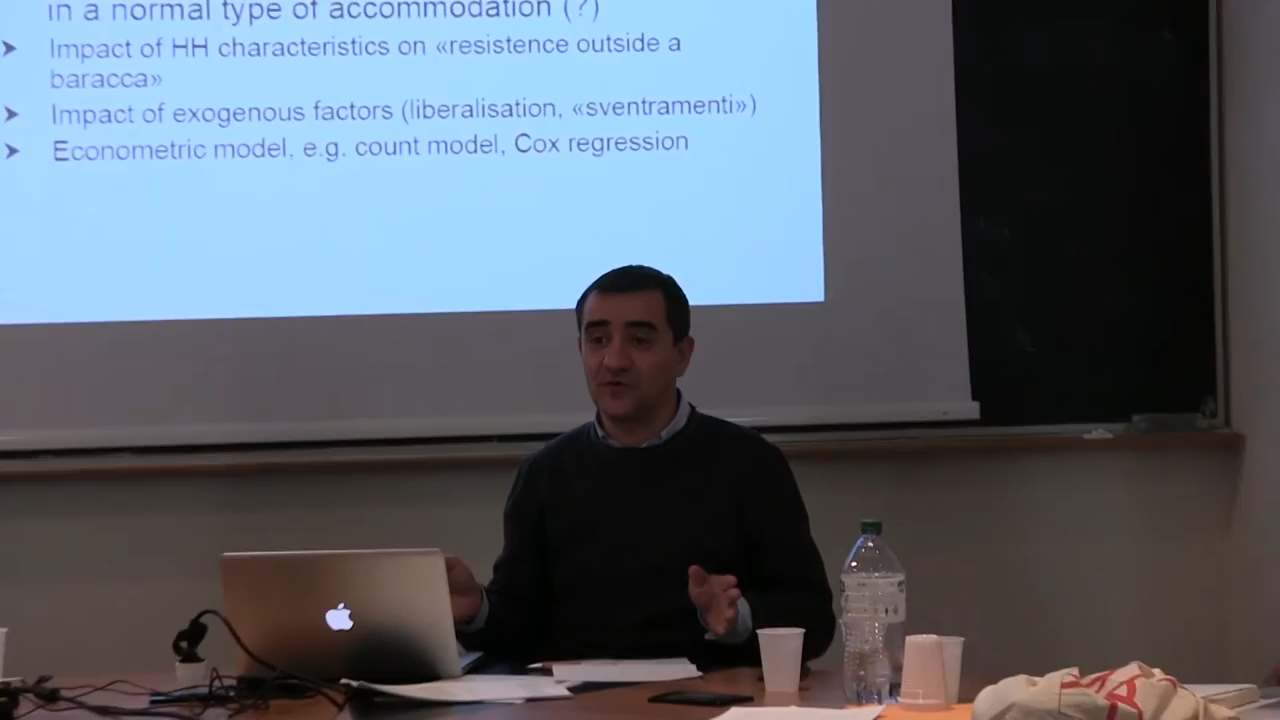 in a normal type of accommodation (?)
Impact of HH characteristics on «resistence outside a
baracca»
Impact of exogenous factors (liberalisation, «sventramenti»)
Econometric model, e.g. count model, Cox regression